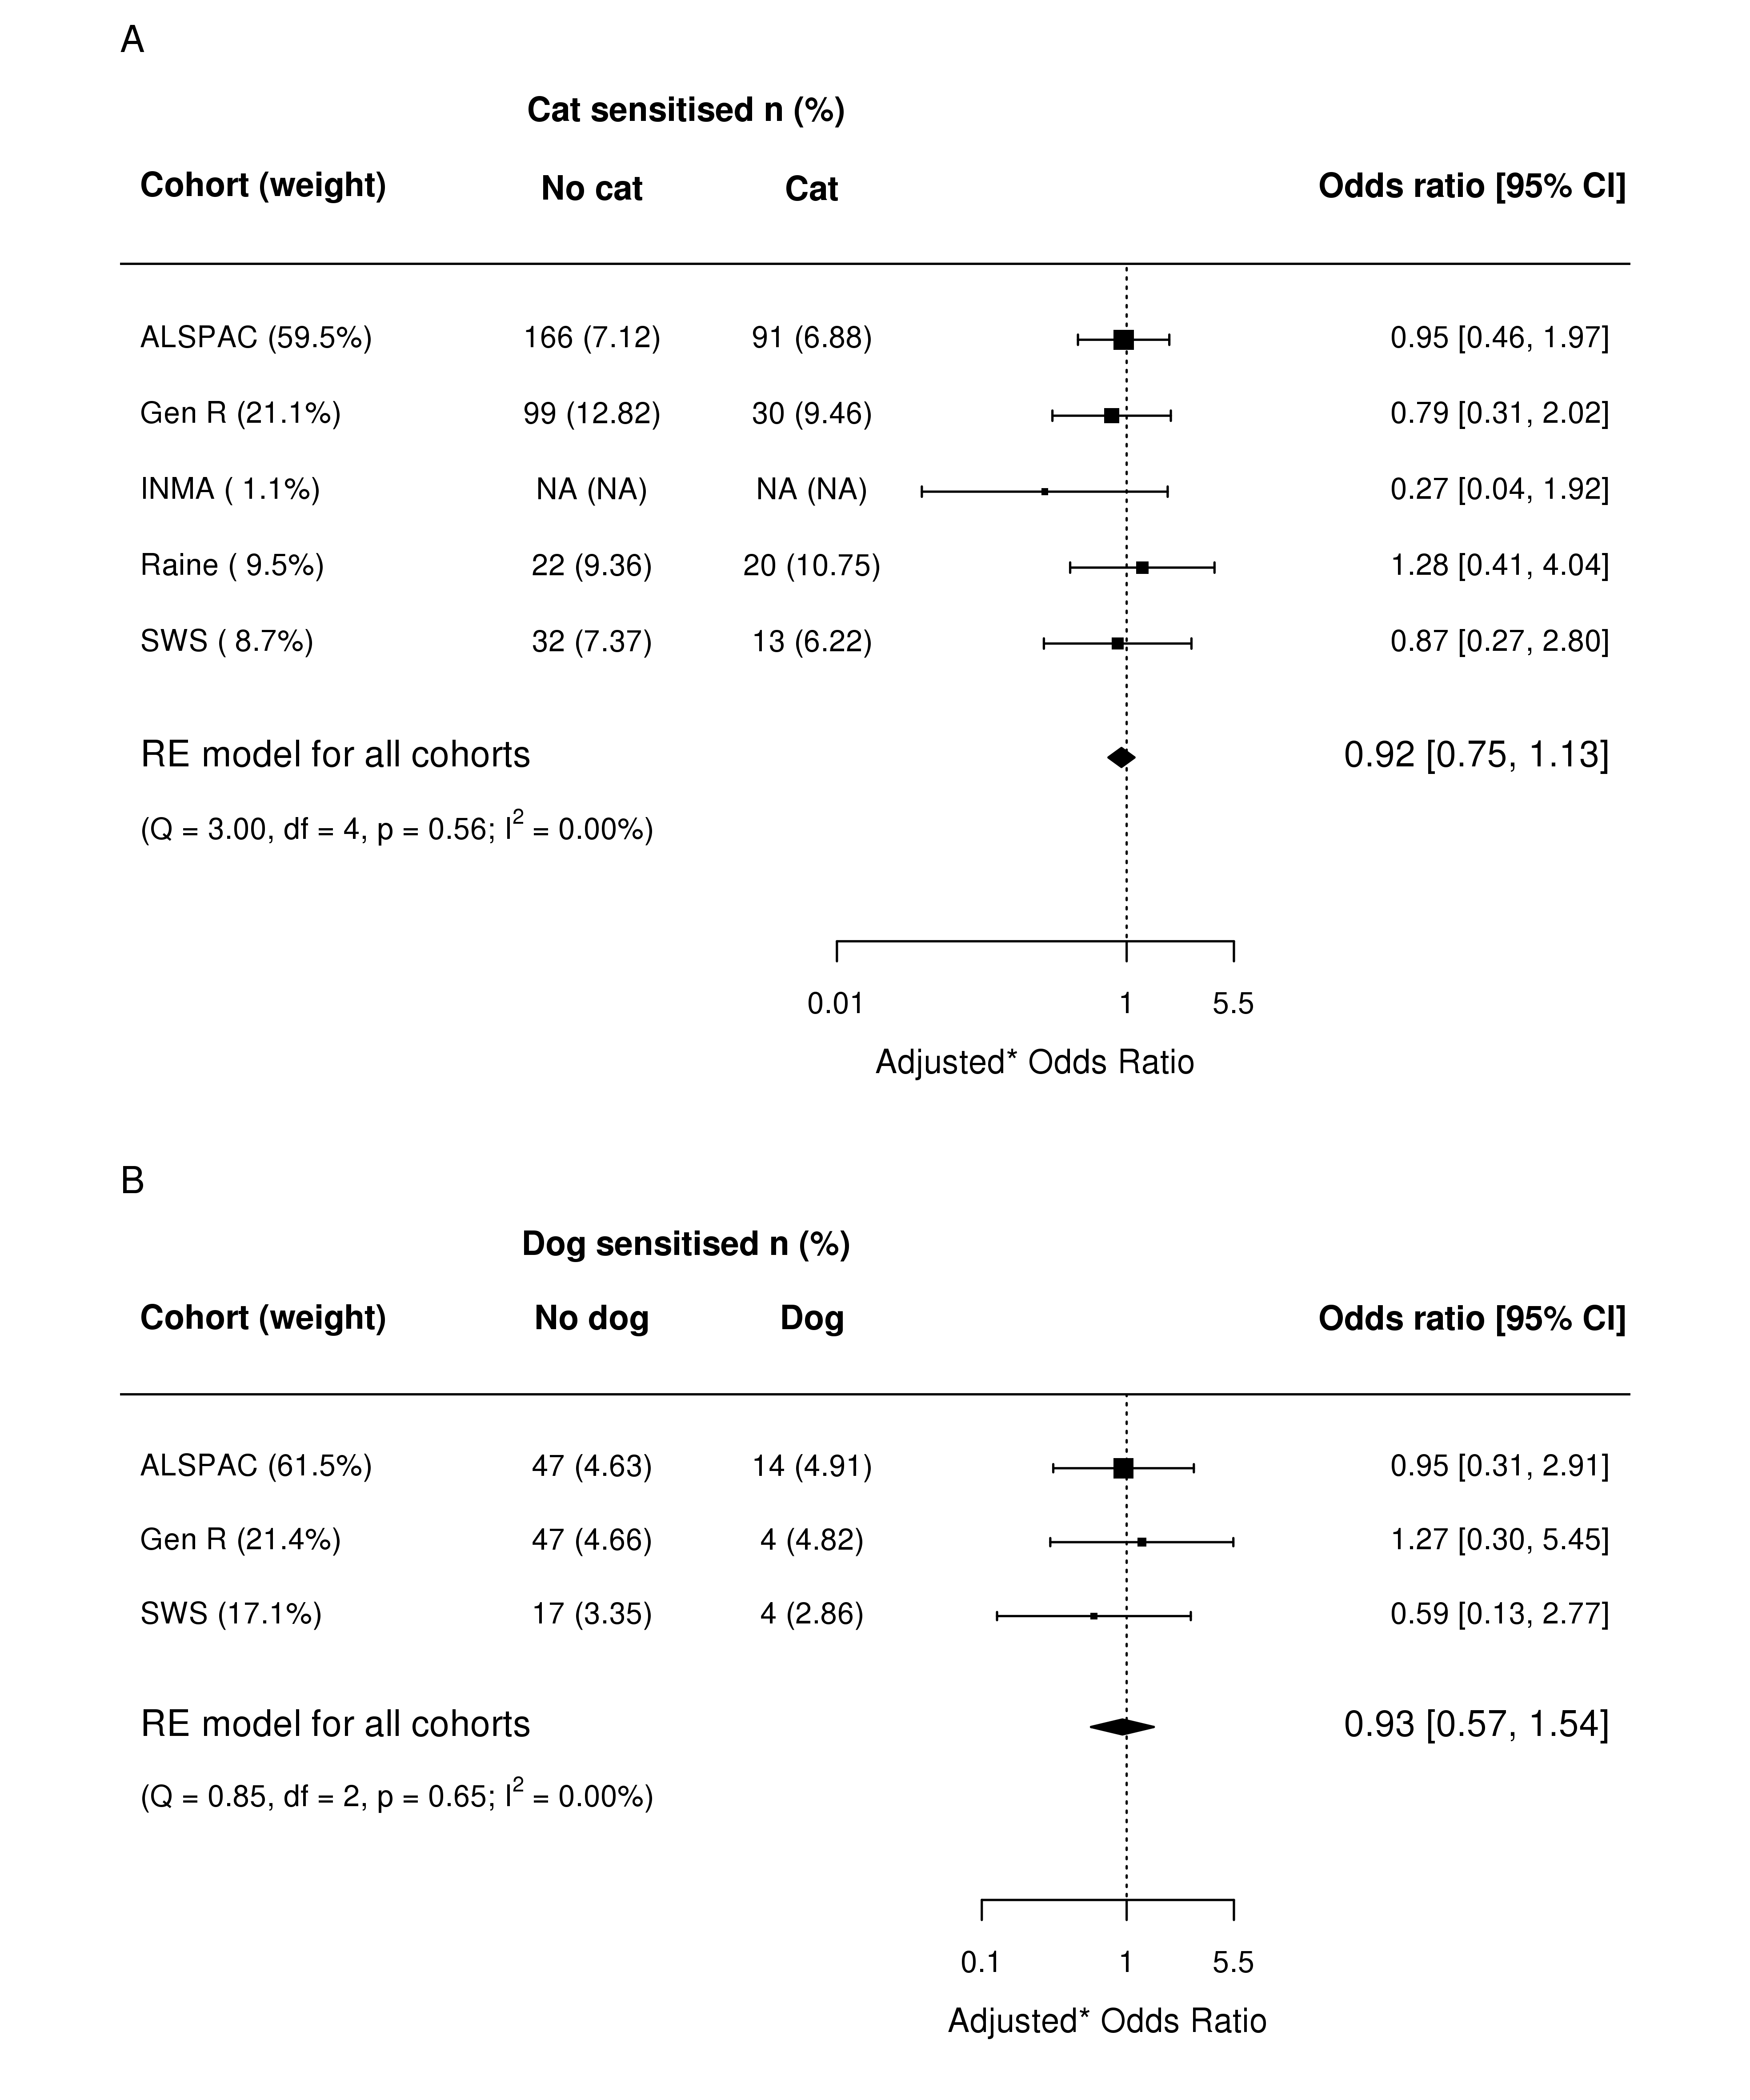 A
Cat sensitised n (%)
Cohort (weight) No cat Cat Odds ratio [95% CI]
ALSPAC (59.5%) 166 (7.12) 91 (6.88) 0.95 [0.46, 1.97]
Gen R (21.1%) 99 (12.82) 30 (9.46) 0.79 [0.31, 2.02]
INMA ( 1.1%) NA (NA) NA (NA) 0.27 [0.04, 1.92]
Raine ( 9.5%) 22 (9.36) 20 (10.75) 1.28 [0.41, 4.04]
SWS ( 8.7%) 32 (7.37) 13 (6.22) 0.87 [0.27, 2.80]
RE model for all cohorts 0.92 [0.75, 1.13]
(Q = 3.00, df = 4, p = 0.56; I² = 0.00%)
0.01 1 5.5
Adjusted* Odds Ratio
B
Dog sensitised n (%)
Cohort (weight) No dog Dog Odds ratio [95% CI]
ALSPAC (61.5%) 47 (4.63) 14 (4.91) 0.95 [0.31, 2.91]
Gen R (21.4%) 47 (4.66) 4 (4.82) 1.27 [0.30, 5.45]
SWS (17.1%) 17 (3.35) 4 (2.86) 0.59 [0.13, 2.77]
RE model for all cohorts 0.93 [0.57, 1.54]
(Q = 0.85, df = 2, p = 0.65; I² = 0.00%)
0.1 1 5.5
Adjusted* Odds Ratio